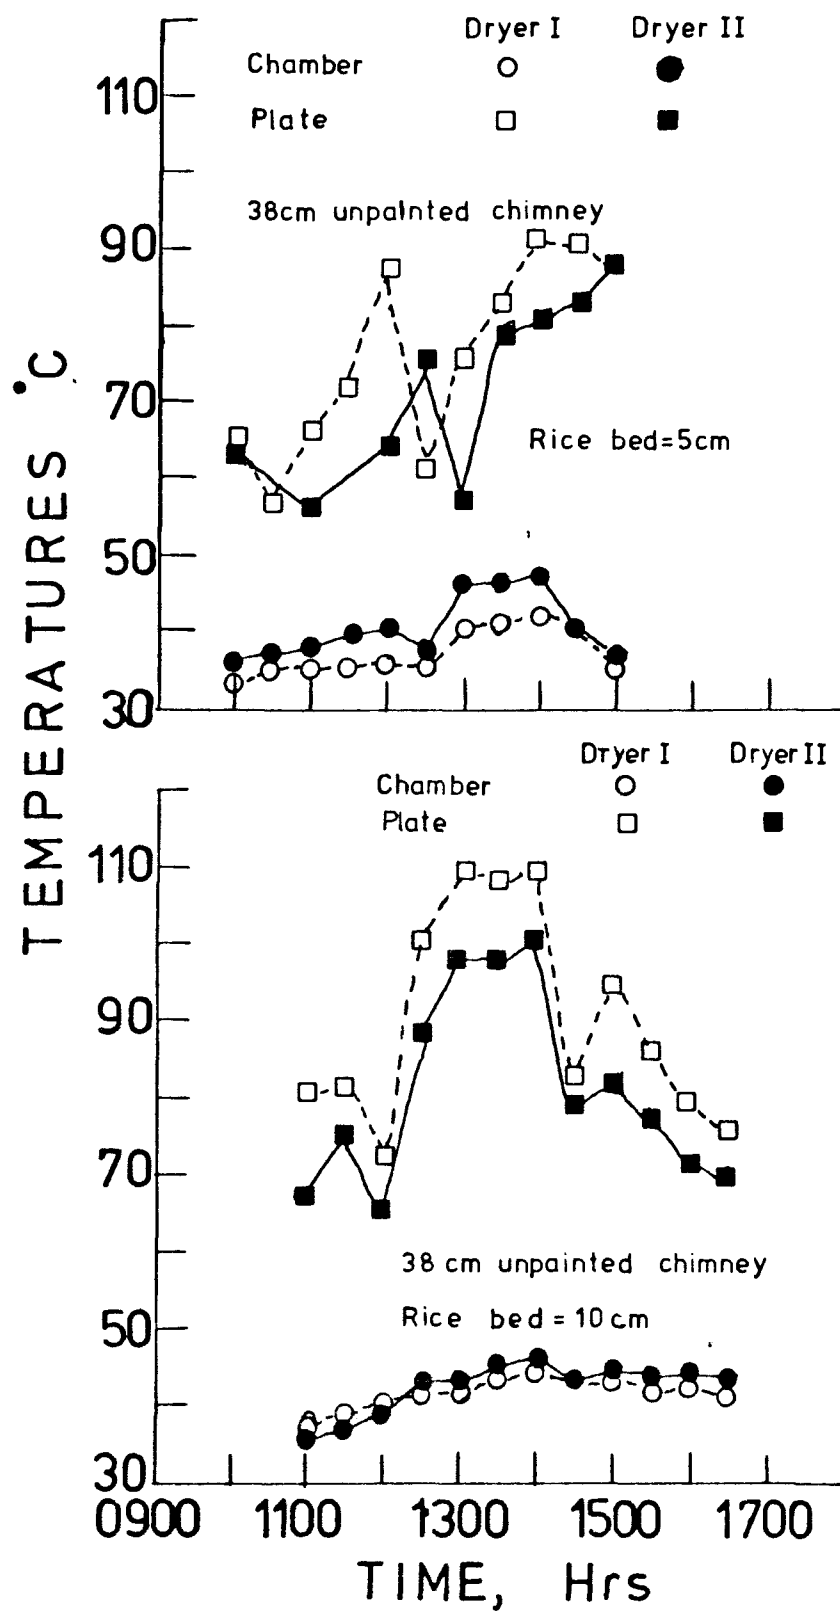 Dryer I Dryer II
Chamber
Plate
110
38cm unpainted chimney
90
70
Rice bed=5cm
50
30
TEMPERATURES °C
Dryer I Dryer II
Chamber
Plate
110
90
70
38 cm unpainted chimney
Rice bed = 10 cm
50
30
0900 1100 1300 1500 1700
TIME, Hrs